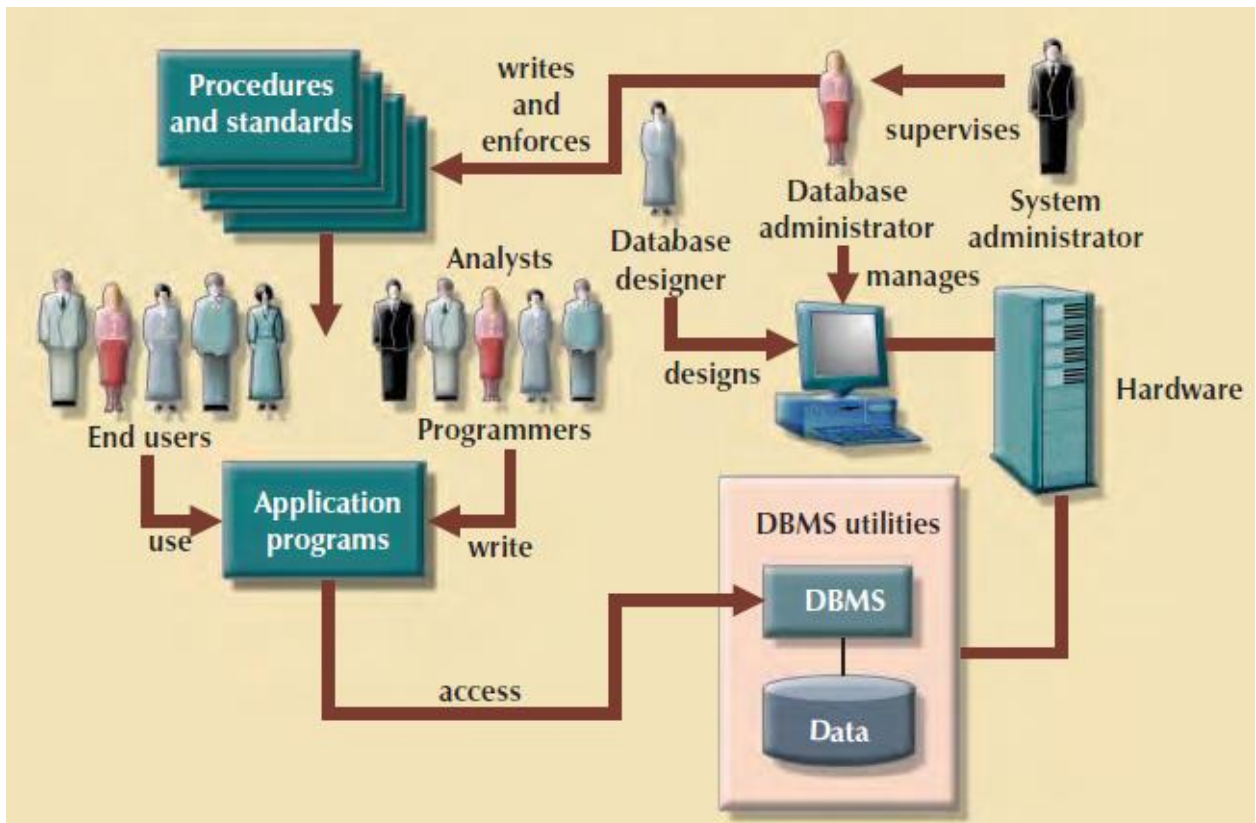 Procedures
and standards
writes
and
enforces
supervises
Database
designer
Database
administrator
System
administrator
Analysts
manages
designs
Hardware
End users
Programmers
Application
programs
use
write
DBMS utilities
DBMS
access
Data